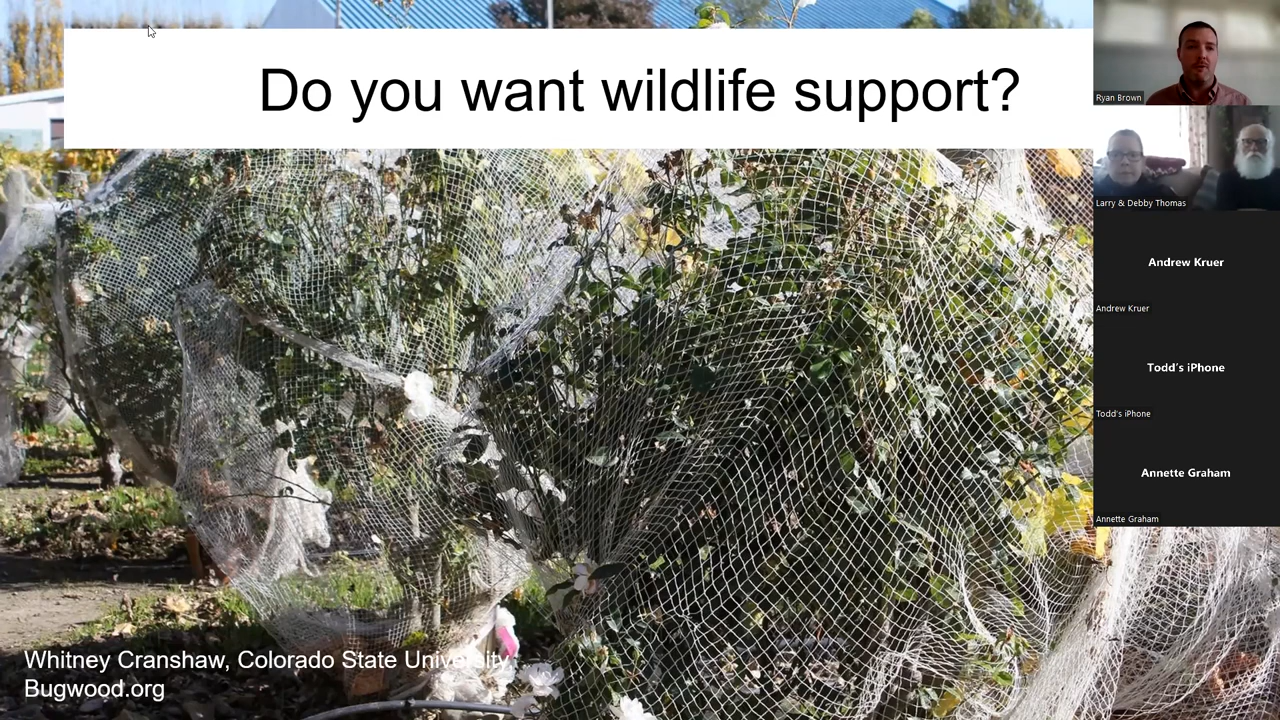 Do you want wildlife support?
Ryan Brown
Larry & Debby Thomas
Andrew Kruer
Andrew Kruer
Todd's iPhone
Todd's iPhone
Annette Graham
Annette Graham
Whitney Cranshaw, Colorado State University,
Bugwood.org